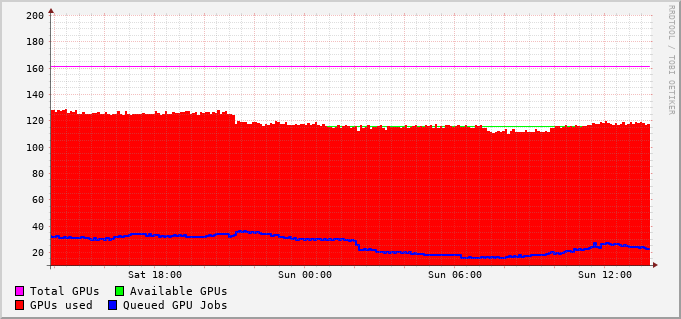 200
180
160
140
120
100
80
60
40
20
Sat 18:00 Sun 00:00 Sun 06:00 Sun 12:00
Total GPUs Available GPUs
GPUs used Queued GPU Jobs
RRDTOOL / TOBI OETIKER